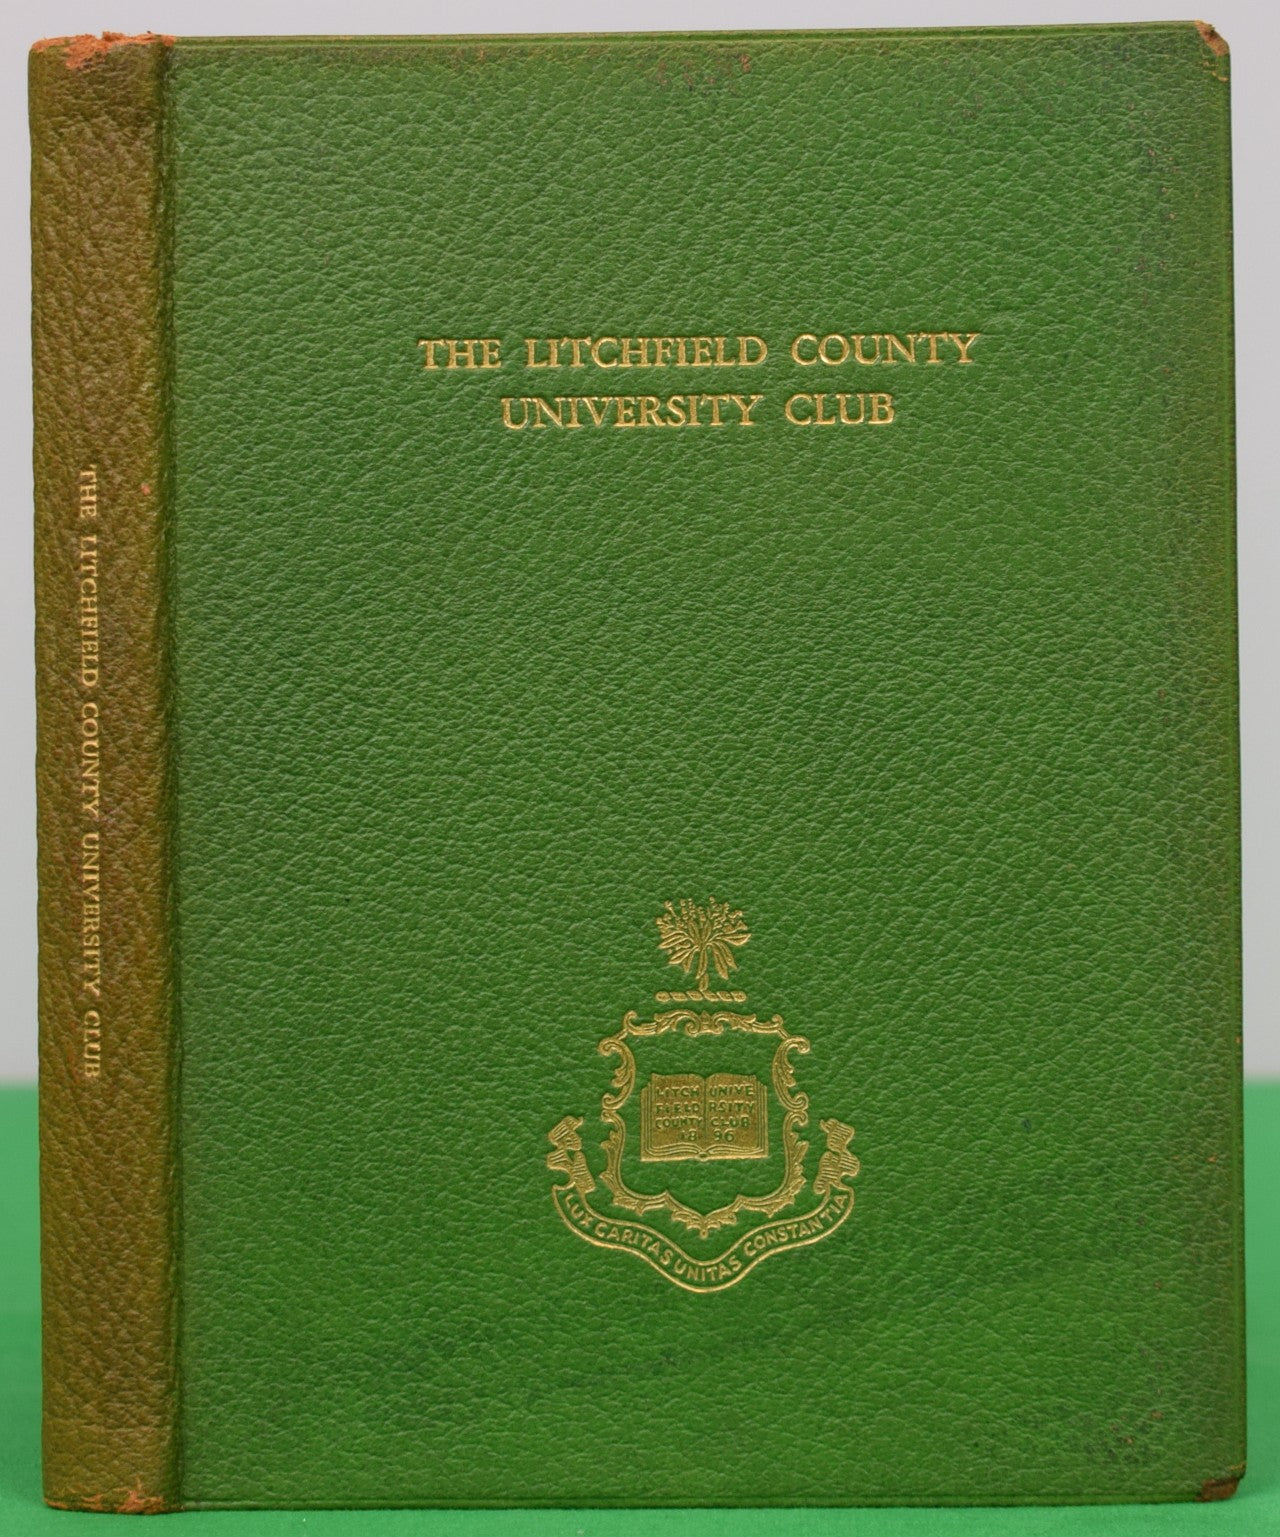 THE LITCHFIELD COUNTY UNIVERSITY CLUB
THE LITCHFIELD COUNTY
UNIVERSITY CLUB
LITCH
FIELD
COUNTY
18
UNIVE
RSITY
CLUB
96
LUX CARITAS UNITAS CONSTANTIA